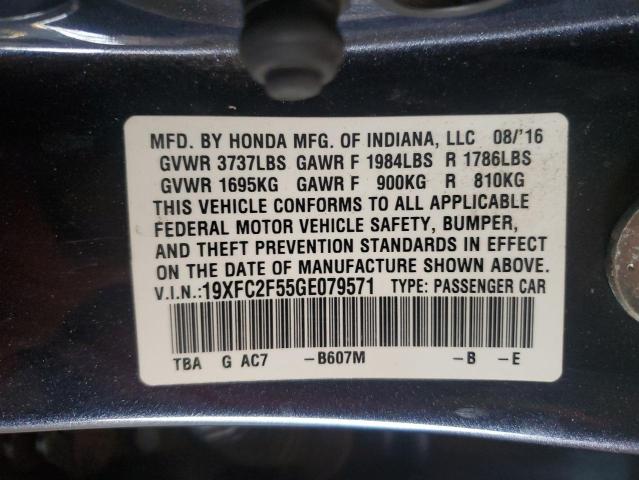 MFD. BY HONDA MFG. OF INDIANA, LLC 08/'16
GVWR 3737LBS GAWR F 1984LBS R 1786LBS
GVWR 1695KG GAWR F 900KG R 810KG
THIS VEHICLE CONFORMS TO ALL APPLICABLE
FEDERAL MOTOR VEHICLE SAFETY, BUMPER,
AND THEFT PREVENTION STANDARDS IN EFFECT
ON THE DATE OF MANUFACTURE SHOWN ABOVE.
V.I.N.:19XFC2F55GE079571 TYPE: PASSENGER CAR
TBA G AC7 -B607M -B -E